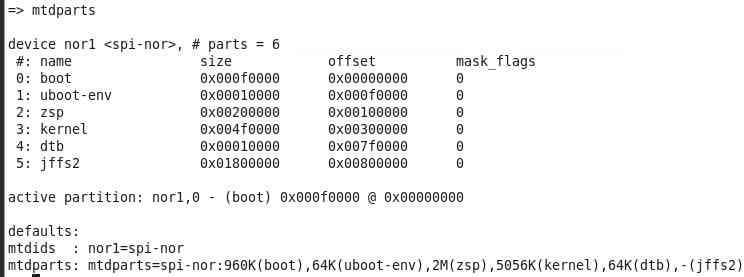 => mtdparts
device nor1 <spi-nor>, # parts = 6
#: name size offset mask_flags
0: boot 0x000f0000 0x00000000 0
1: uboot-env 0x00010000 0x000f0000 0
2: zsp 0x00200000 0x00100000 0
3: kernel 0x004f0000 0x00300000 0
4: dtb 0x00010000 0x007f0000 0
5: jffs2 0x01800000 0x00800000 0
active partition: nor1,0 - (boot) 0x000f0000 @ 0x00000000
defaults:
mtdids  : nor1=spi-nor
mtdparts: mtdparts=spi-nor:960K(boot),64K(uboot-env),2M(zsp),5056K(kernel),64K(dtb),-(jffs2)